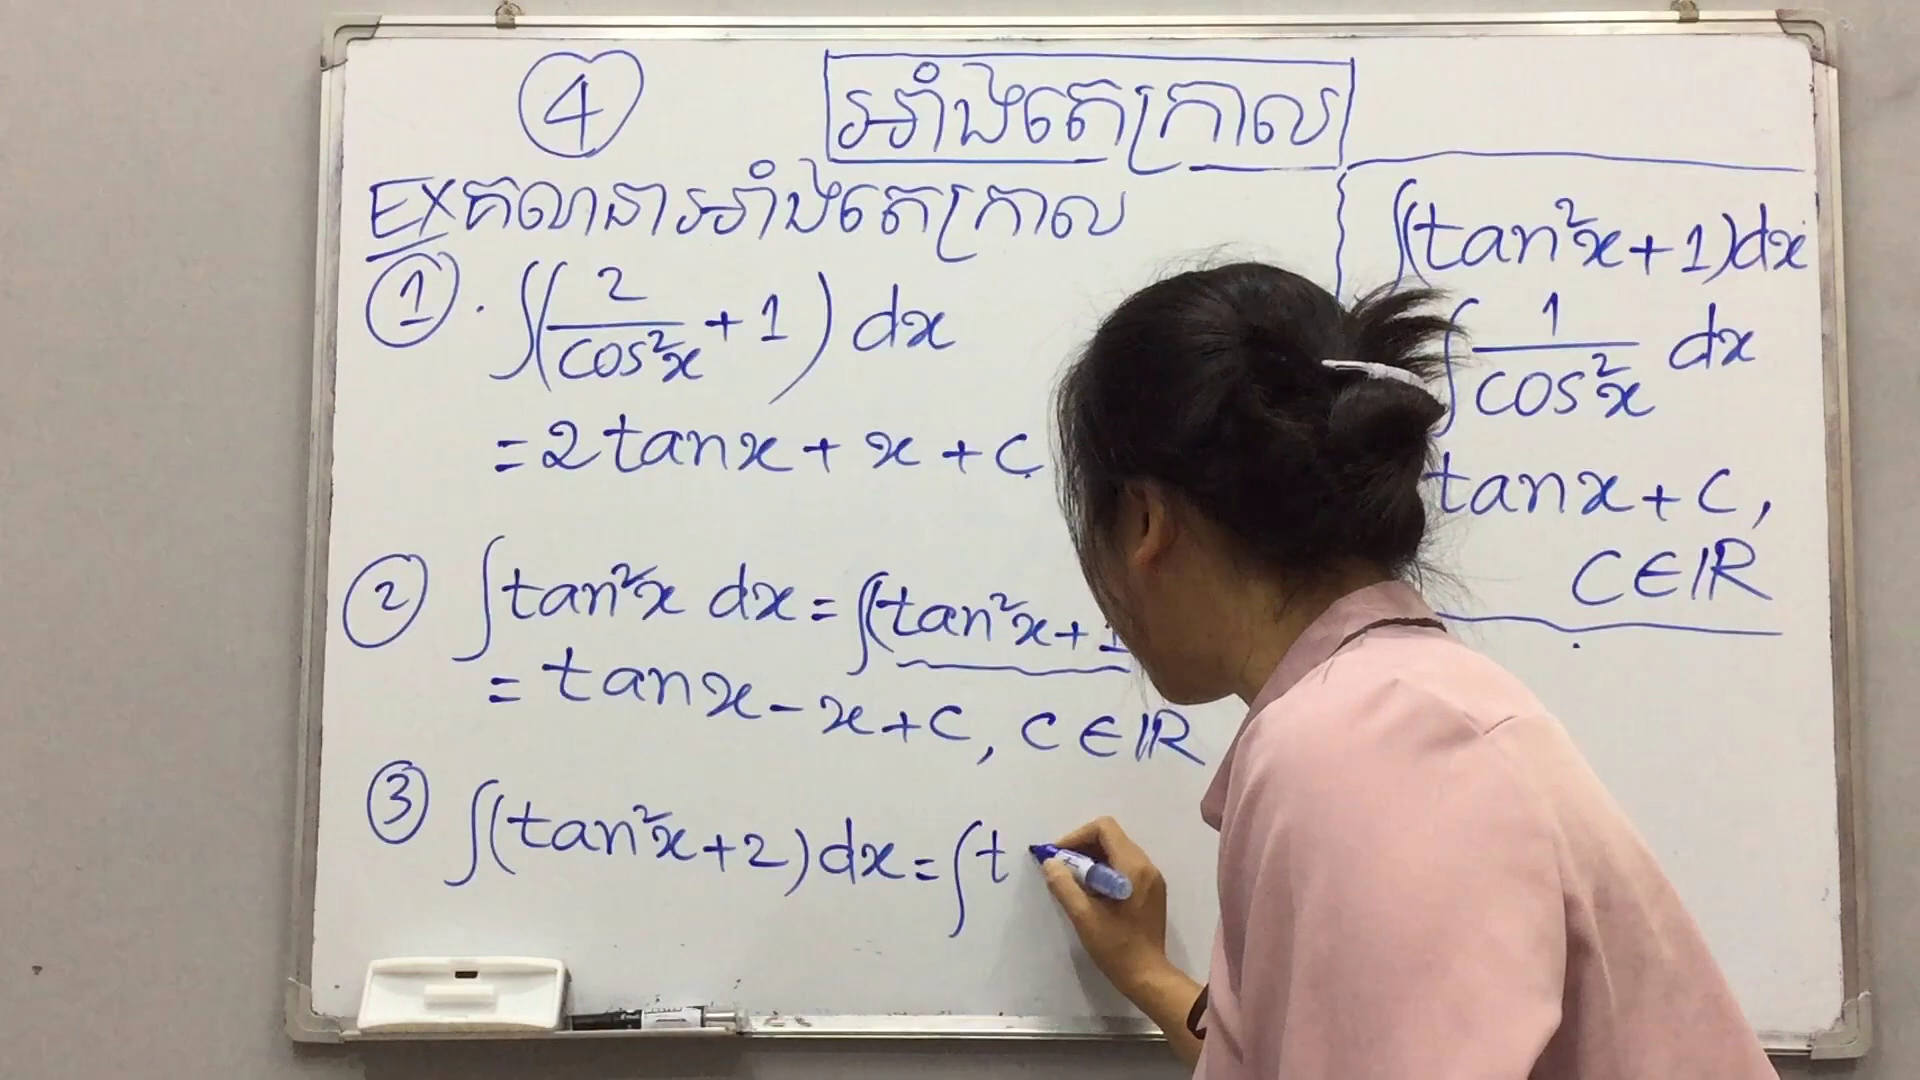 4
អាំងតេក្រាល
EX គណនាអាំងតេក្រាល
① · ∫(2/cos²x + 1) dx
= 2tanx + x + c
② ∫tan²x dx = ∫(tan²x + 1
= tanx - x + c, c ∈ IR
③ ∫(tan²x + 2) dx = ∫t
∫(tan²x + 1)dx
∫ 1/cos²x dx
tanx + c,
c ∈ IR